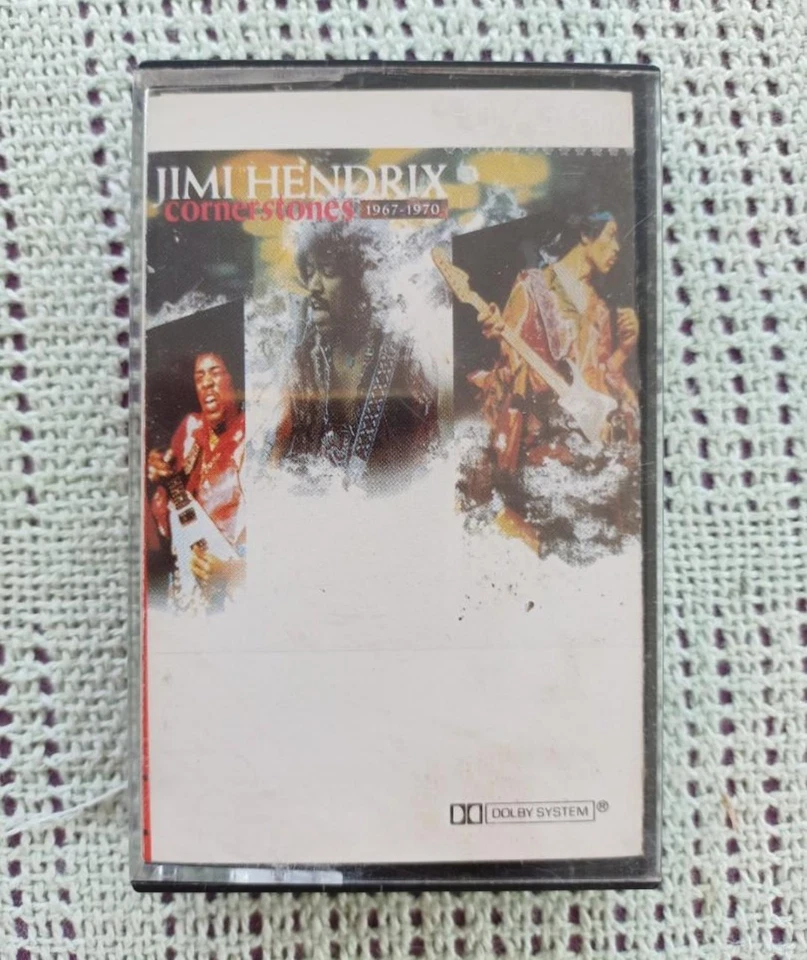 JIMI HENDRIX
cornerstones 1967-1970
DOLBY SYSTEM ®